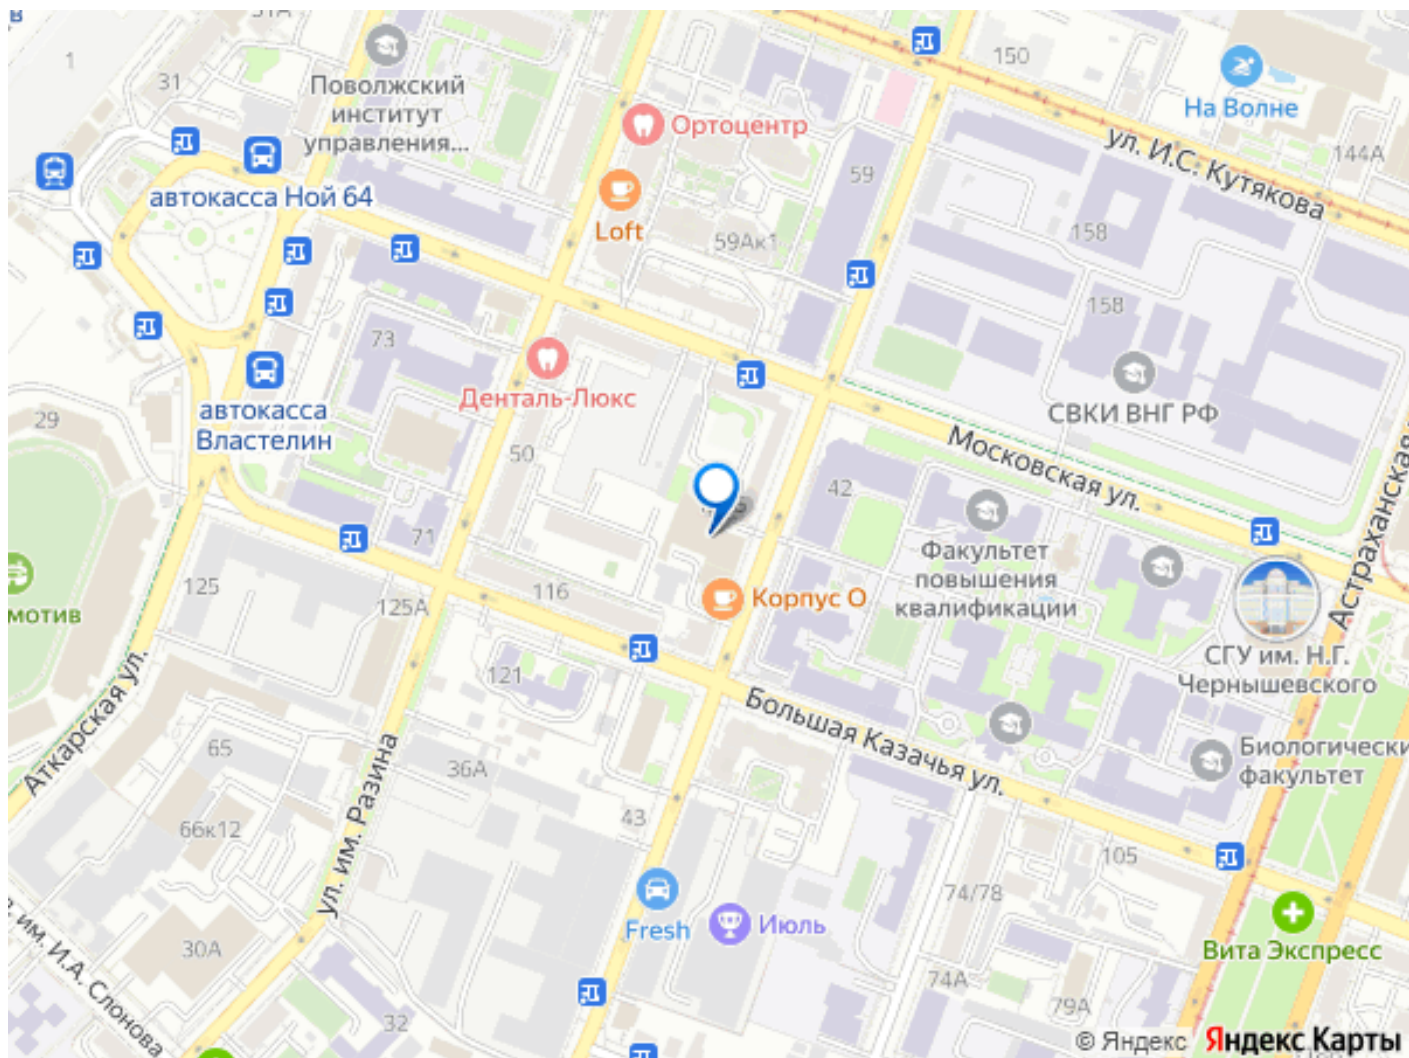 в
31А
1
31
Поволжский
институт
управления...
150
На Волне
Ортоцентр
ул. И.С. Кутякова
144А
59
автокасса Ной 64
Loft
59Ак1
158
158
73
Денталь-Люкс
СВКИ ВНГ РФ
29
автокасса
Властелин
50
Московская ул.
Астраханская
42
71
Факультет
повышения
квалификации
125
116
Корпус О
125А
мотив
СГУ им. Н.Г.
Чернышевского
121
Аткарская ул.
Большая Казачья ул.
65
36А
Биологически
факультет
ул. им. Разина
66к12
43
105
74/78
Fresh
Июль
30А
Вита Экспресс
им. И.А. Слонова
74А
79А
32
© Яндекс Яндекс Карты